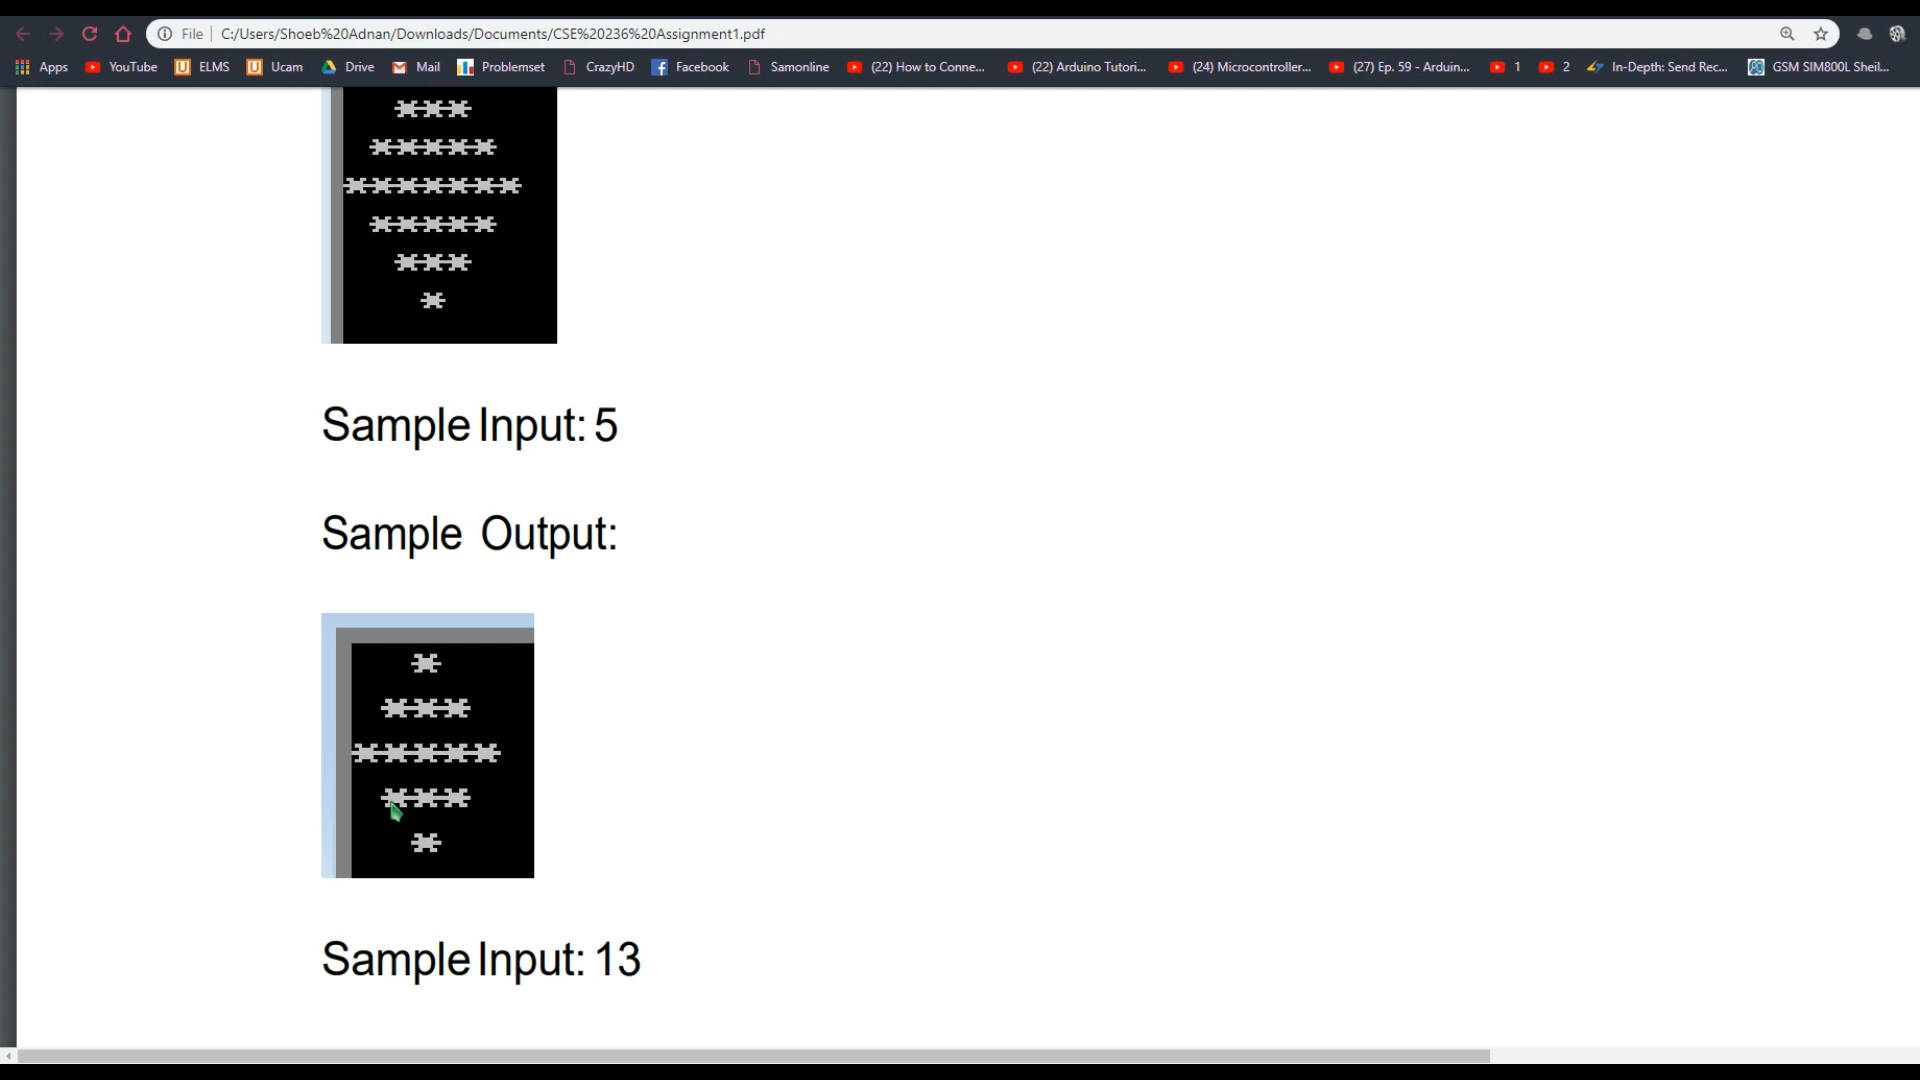 File | C:/Users/Shoeb%20Adnan/Downloads/Documents/CSE%20236%20Assignment1.pdf
Apps YouTube ELMS Ucam Drive Mail Problemset CrazyHD Facebook Samonline (22) How to Conne... (22) Arduino Tutori... (24) Microcontroller... (27) Ep. 59 - Arduin... 1 2 In-Depth: Send Rec... GSM SIM800L Sheil...
***
*****
*******
*****
***
*
Sample Input: 5
Sample Output:
*
***
*****
***
*
Sample Input: 13